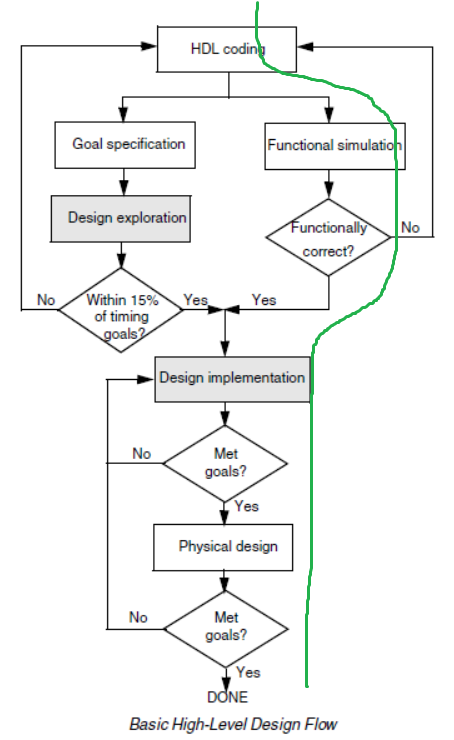 HDL coding
Goal specification
Functional simulation
Design exploration
Functionally
correct?
No
No
Within 15%
of timing
goals?
Yes
Yes
Design implementation
No
Met
goals?
Yes
Physical design
No
Met
goals?
Yes
DONE
Basic High-Level Design Flow